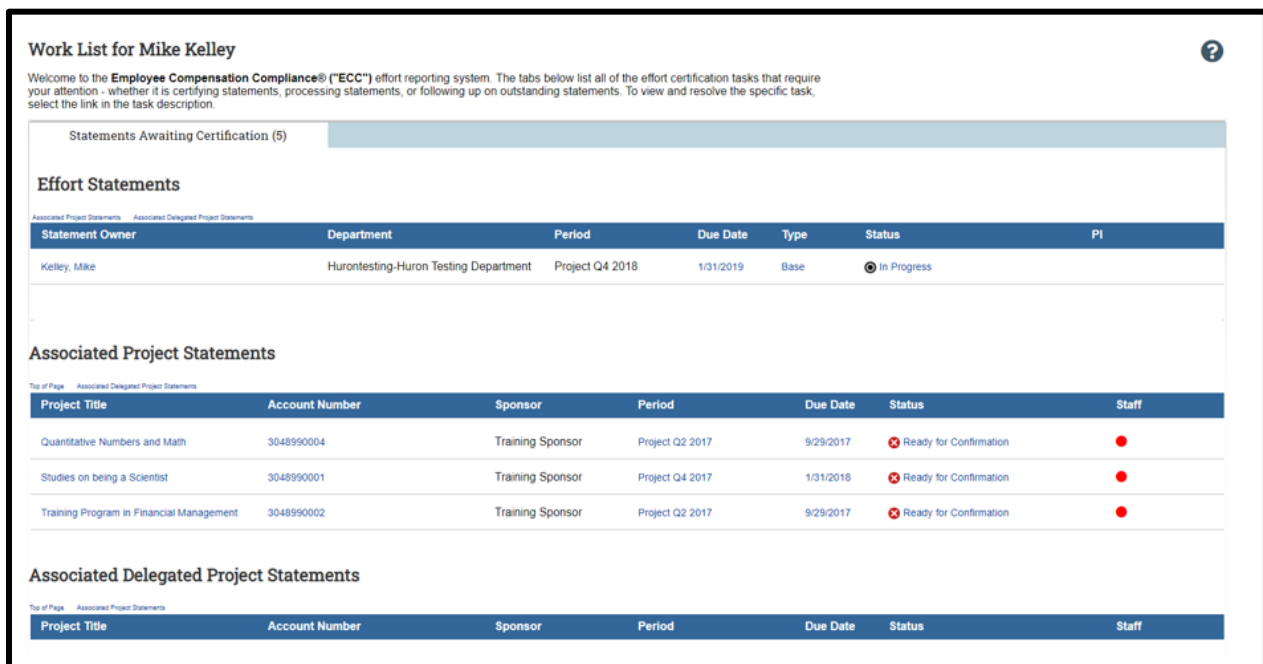 Work List for Mike Kelley
?
Welcome to the Employee Compensation Compliance® ("ECC") effort reporting system. The tabs below list all of the effort certification tasks that require
your attention - whether it is certifying statements, processing statements, or following up on outstanding statements. To view and resolve the specific task,
select the link in the task description.
Statements Awaiting Certification (5)
Effort Statements
Associated Project Statements Associated Delegated Project Statements
Statement Owner Department Period Due Date Type Status PI
Kelley, Mike Hurontesting-Huron Testing Department Project Q4 2018 1/31/2019 Base In Progress
Associated Project Statements
Top of Page Associated Delegated Project Statements
Project Title Account Number Sponsor Period Due Date Status Staff
Quantitative Numbers and Math 3048990004 Training Sponsor Project Q2 2017 9/29/2017 Ready for Confirmation
Studies on being a Scientist 3048990001 Training Sponsor Project Q4 2017 1/31/2018 Ready for Confirmation
Training Program in Financial Management 3048990002 Training Sponsor Project Q2 2017 9/29/2017 Ready for Confirmation
Associated Delegated Project Statements
Top of Page Associated Project Statements
Project Title Account Number Sponsor Period Due Date Status Staff